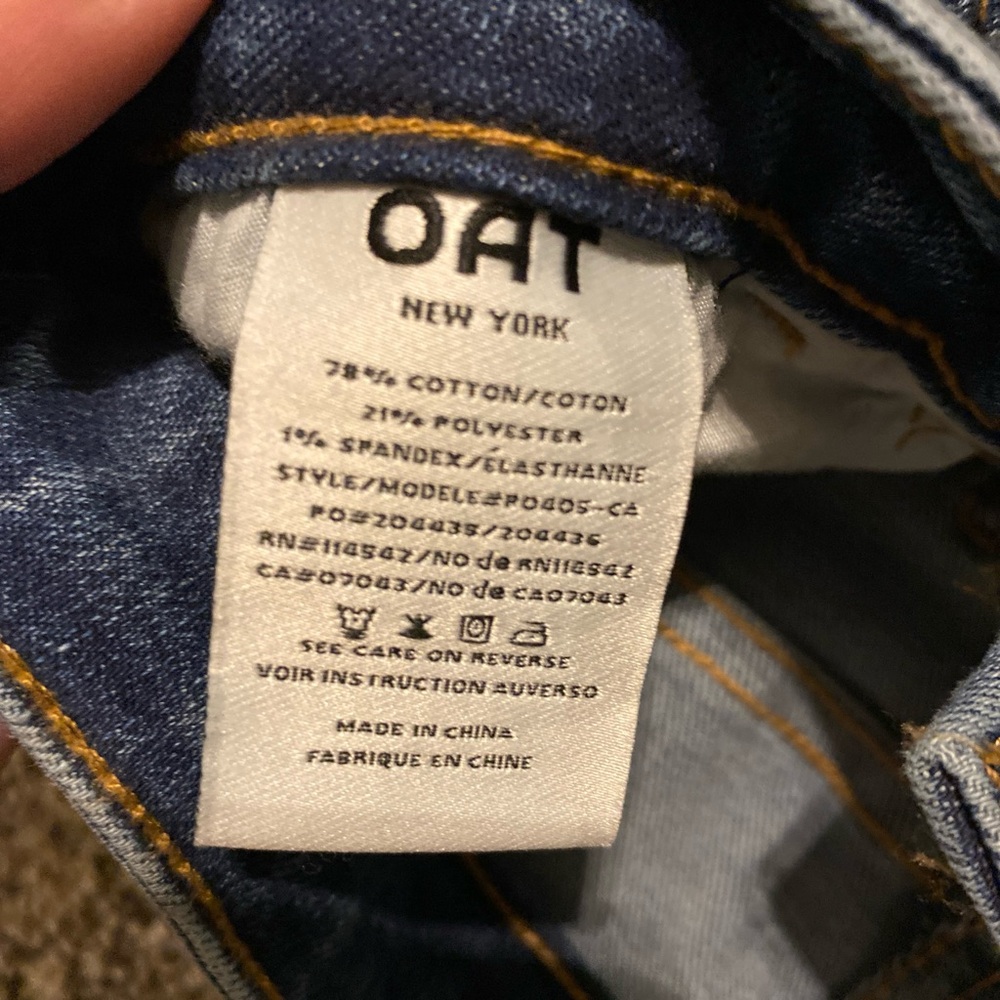 OAT
NEW YORK
78% COTTON/COTON
21% POLYESTER
1% SPANDEX/ÉLASTHANNE
STYLE/MODELE#P0405-CA
PO#204435/204436
RN#114542/NO de RN114542
CA#07043/NO de CA07043
SEE CARE ON REVERSE
VOIR INSTRUCTION AUVERSO
MADE IN CHINA
FABRIQUE EN CHINE